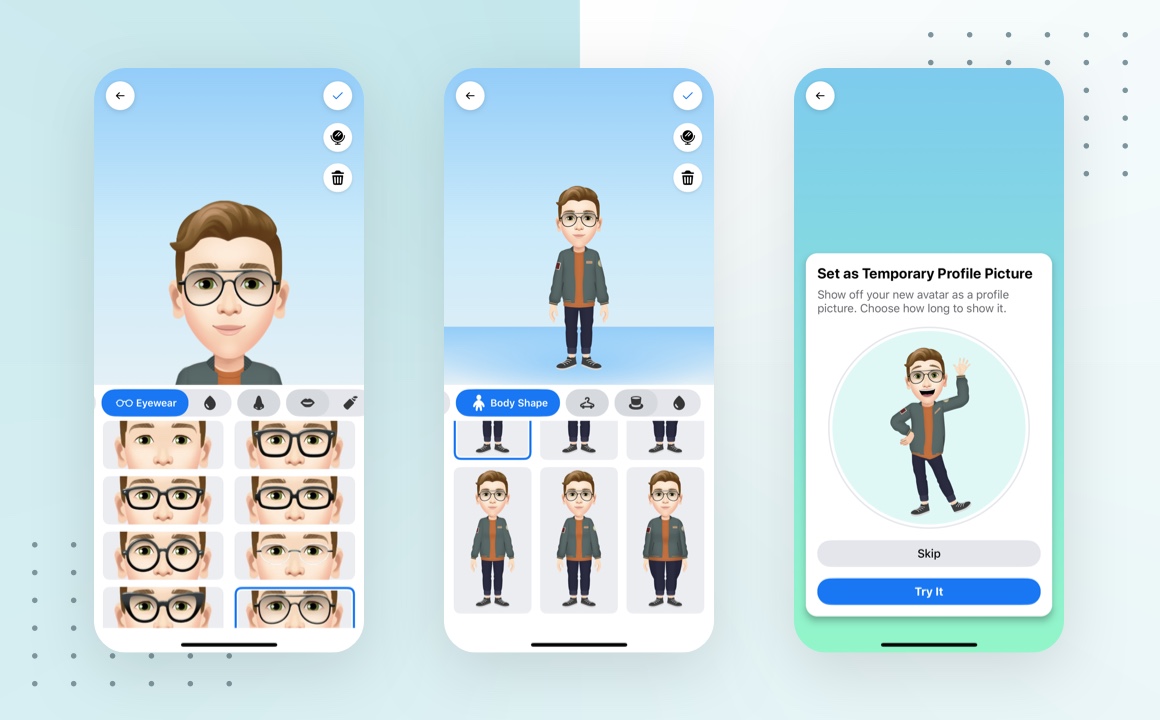 Eyewear
Body Shape
Set as Temporary Profile Picture
Show off your new avatar as a profile
picture. Choose how long to show it.
Skip
Try It